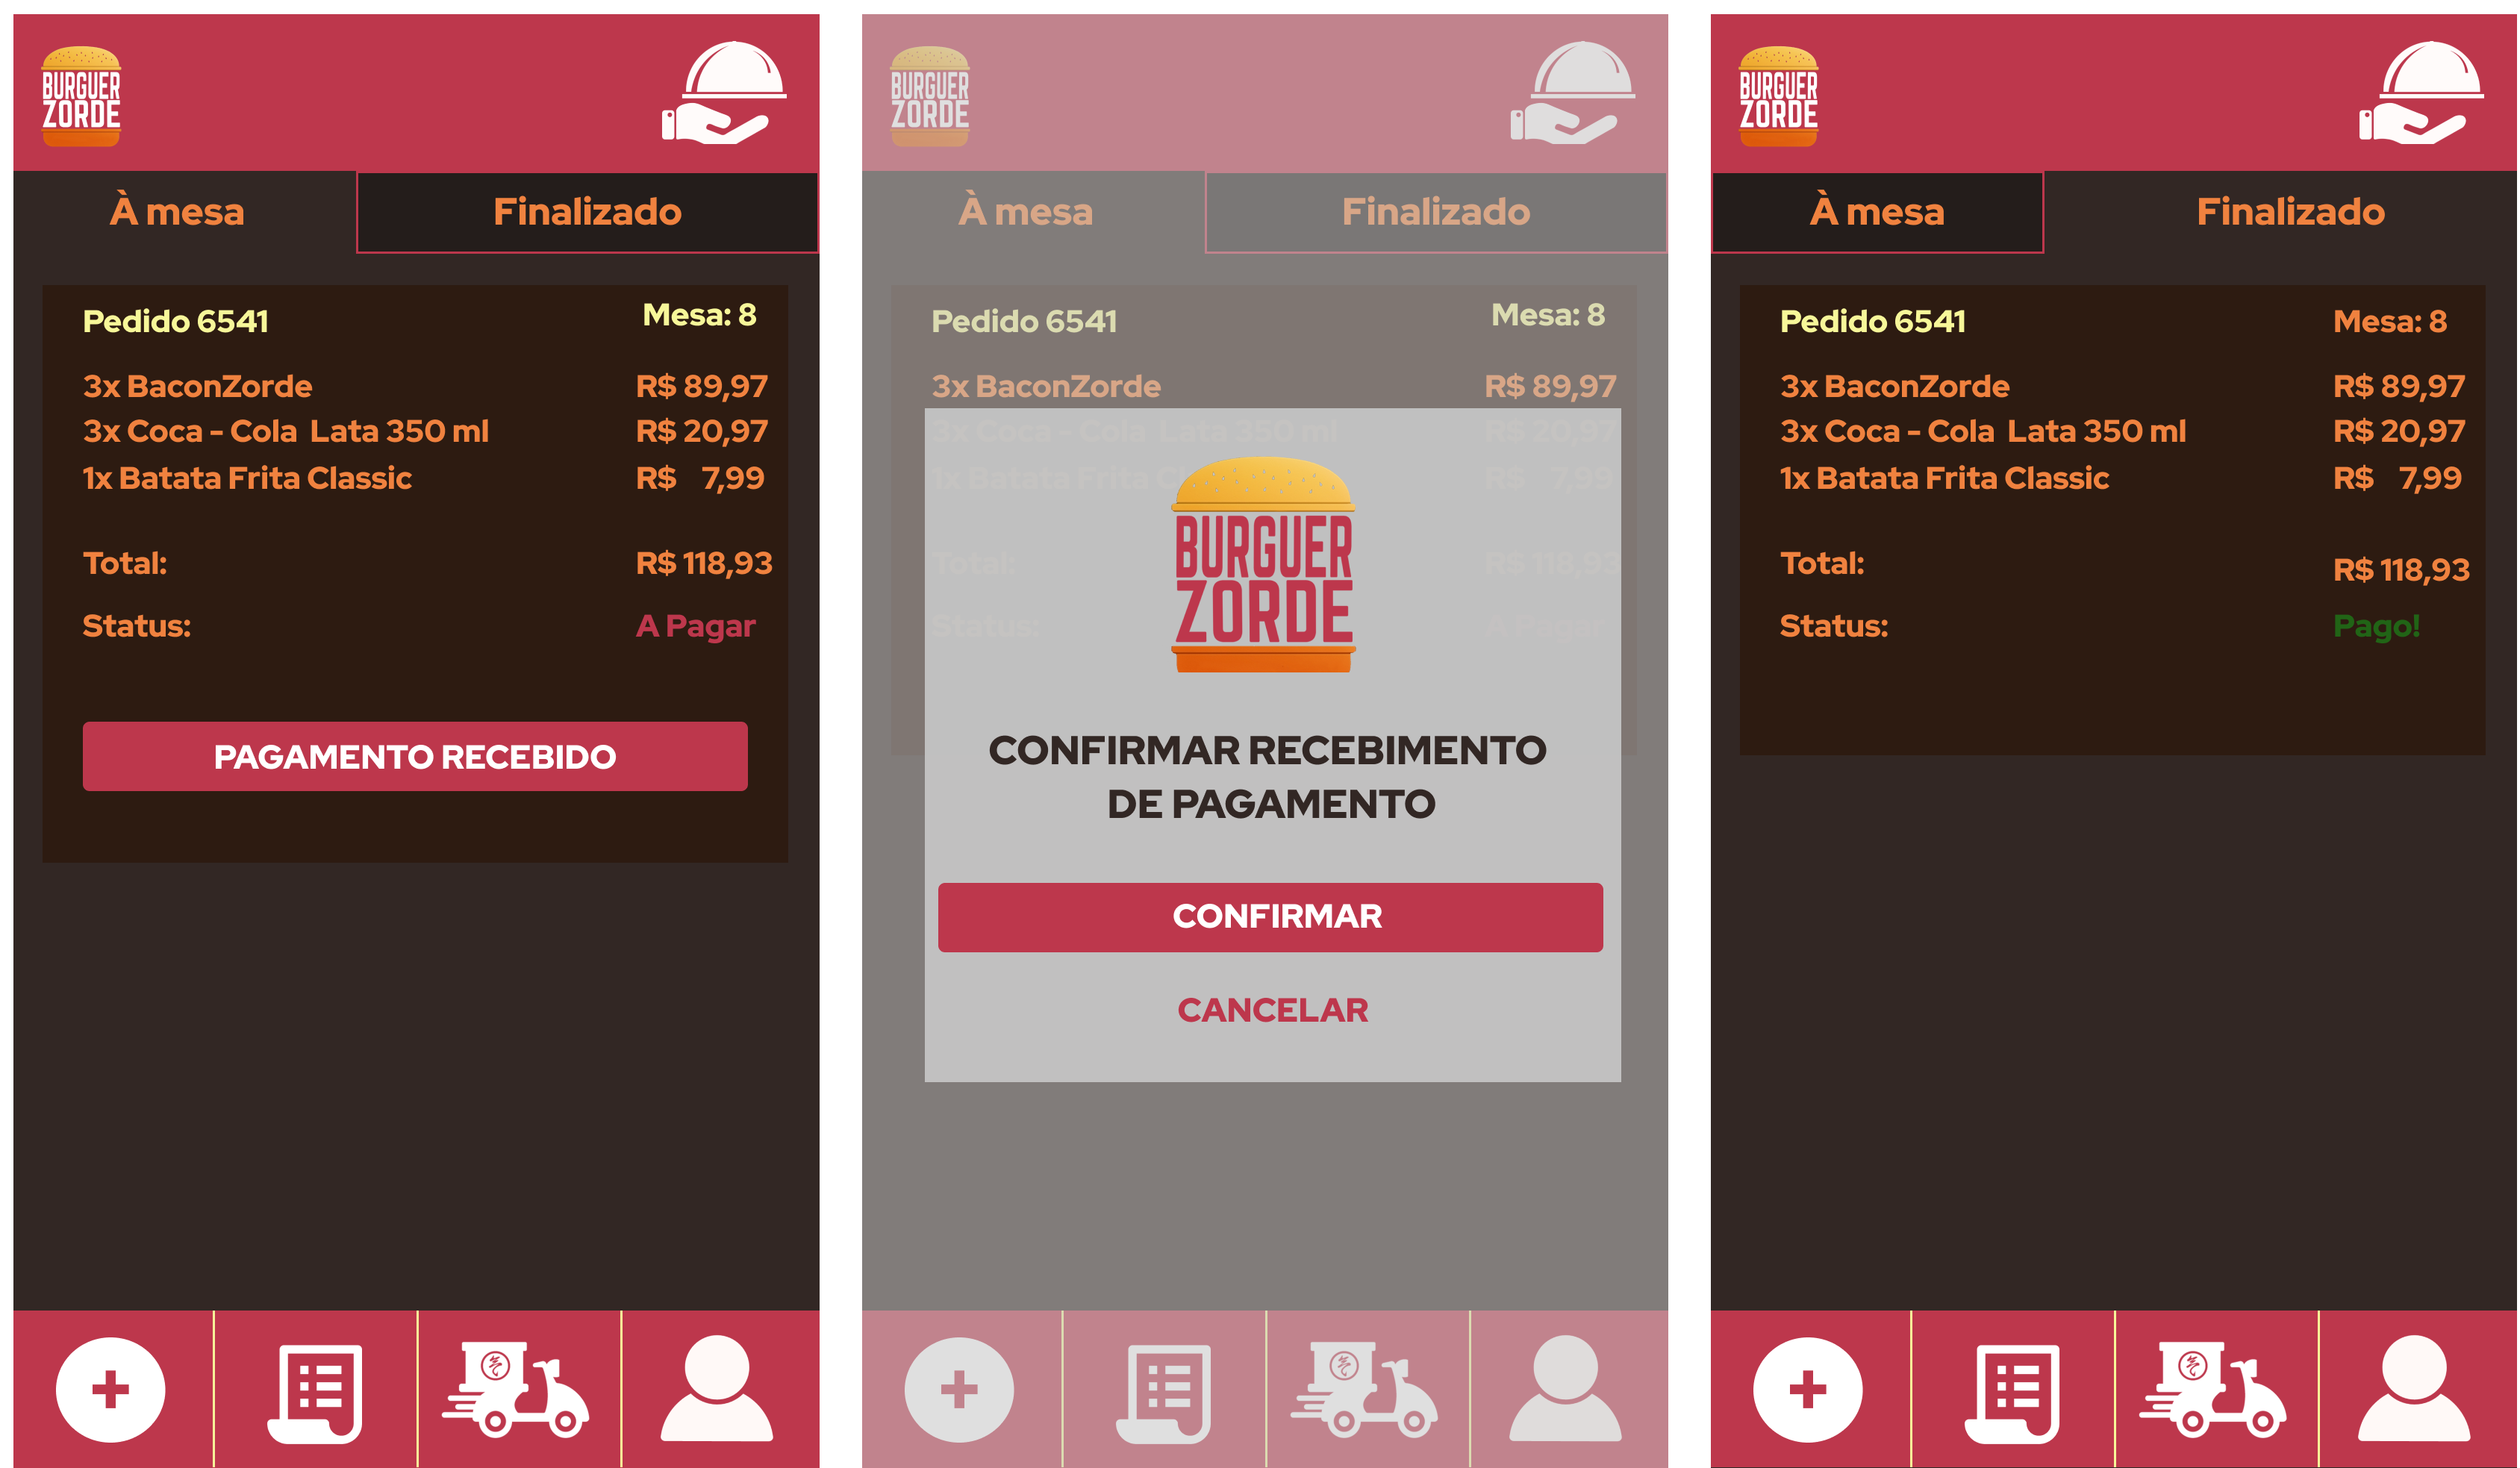 BURGUER
ZORDE
À mesa
Finalizado
Pedido 6541
Mesa: 8
3x BaconZorde
R$ 89,97
3x Coca - Cola Lata 350 ml
R$ 20,97
1x Batata Frita Classic
R$ 7,99
Total:
R$ 118,93
Status:
A Pagar
PAGAMENTO RECEBIDO
BURGUER
ZORDE
À mesa
Finalizado
Pedido 6541
Mesa: 8
3x BaconZorde
R$ 89,97
3x Coca - Cola Lata 350 ml
R$ 20,97
1x Batata Frita
R$ 7,99
Total:
R$ 118,93
Status:
A Pagar
BURGUER
ZORDE
CONFIRMAR RECEBIMENTO
DE PAGAMENTO
CONFIRMAR
CANCELAR
BURGUER
ZORDE
À mesa
Finalizado
Pedido 6541
Mesa: 8
3x BaconZorde
R$ 89,97
3x Coca - Cola Lata 350 ml
R$ 20,97
1x Batata Frita Classic
R$ 7,99
Total:
R$ 118,93
Status:
Pago!